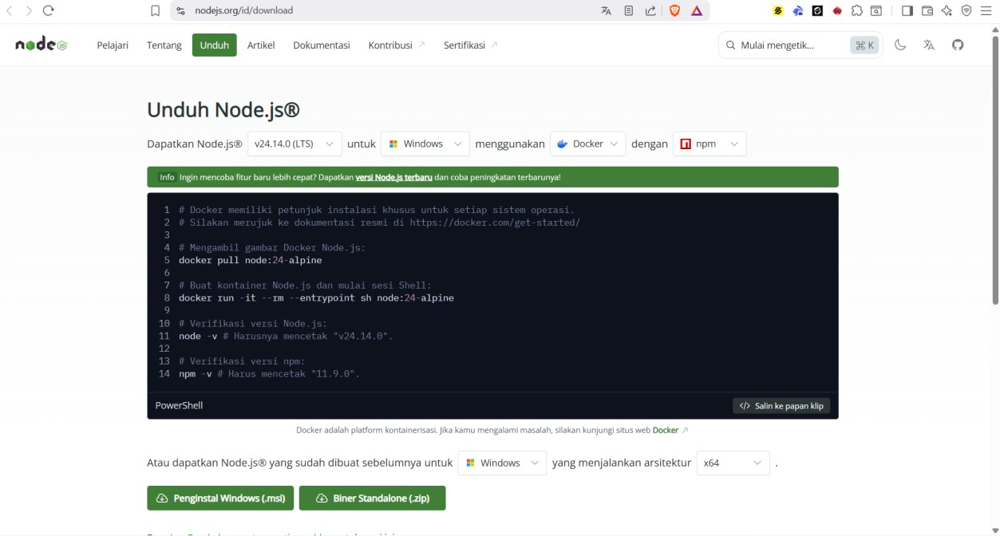 nodejs.org/id/download
node JS
Pelajari Tentang Unduh Artikel Dokumentasi Kontribusi Sertifikasi Mulai mengetik... ⌘ K
Unduh Node.js®
Dapatkan Node.js® v24.14.0 (LTS) untuk Windows menggunakan Docker dengan npm
Info Ingin mencoba fitur baru lebih cepat? Dapatkan versi Node.js terbaru dan coba peningkatan terbarunya!
1 # Docker memiliki petunjuk instalasi khusus untuk setiap sistem operasi.
2 # Silakan merujuk ke dokumentasi resmi di https://docker.com/get-started/
3
4 # Mengambil gambar Docker Node.js:
5 docker pull node:24-alpine
6
7 # Buat kontainer Node.js dan mulai sesi Shell:
8 docker run -it --rm --entrypoint sh node:24-alpine
9
10 # Verifikasi versi Node.js:
11 node -v # Harusnya mencetak "v24.14.0".
12
13 # Verifikasi versi npm:
14 npm -v # Harus mencetak "11.9.0".
PowerShell </> Salin ke papan klip
Docker adalah platform kontainerisasi. Jika kamu mengalami masalah, silakan kunjungi situs web Docker
Atau dapatkan Node.js® yang sudah dibuat sebelumnya untuk Windows yang menjalankan arsitektur x64 .
Penginstal Windows (.msi) Biner Standalone (.zip)